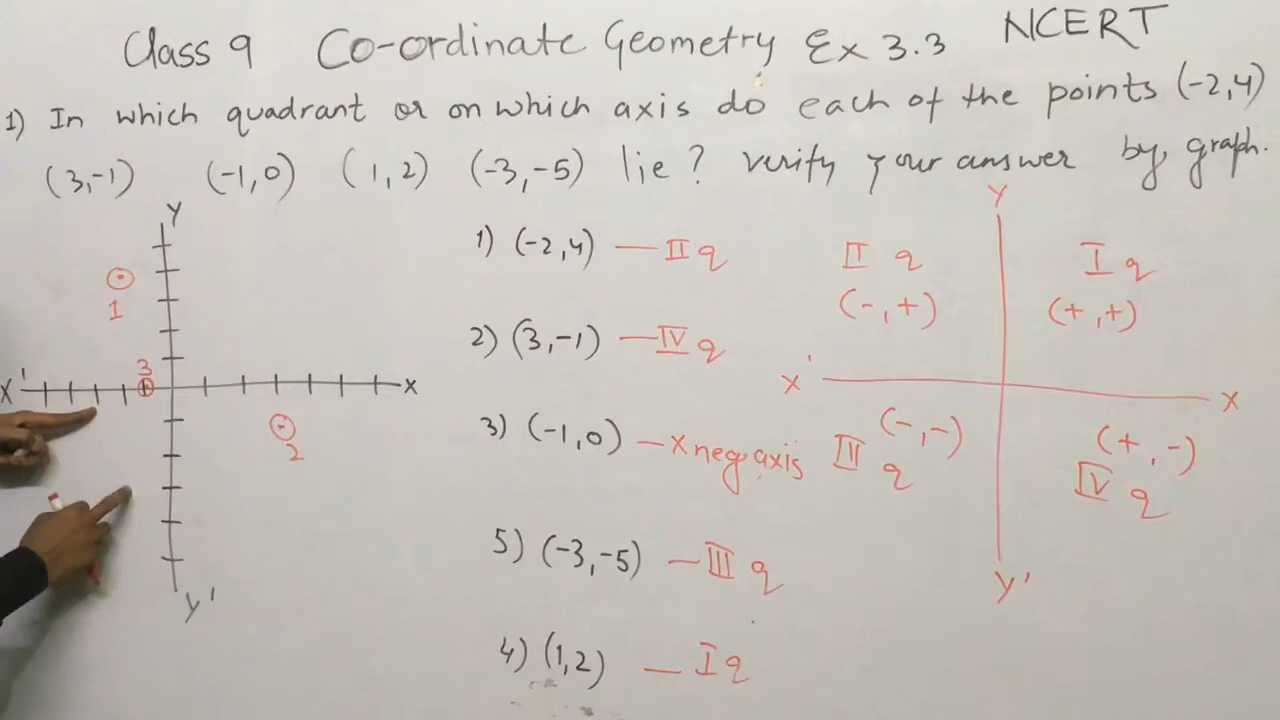 Class 9 Co-ordinate Geometry Ex 3.3 NCERT
1) In which quadrant or on which axis do each of the points (-2,4)
(3,-1) (-1,0) (1,2) (-3,-5) lie? verify your answer by graph.
Y
1
3
X' X
2
Y'
1) (-2,4) — II q
2) (3,-1) — IV q
3) (-1,0) — x neg axis
5) (-3,-5) — III q
4) (1,2) — I q
Y
II q I q
(-,+) (+,+)
X' X
(-,-) (+,-)
III q IV q
Y'